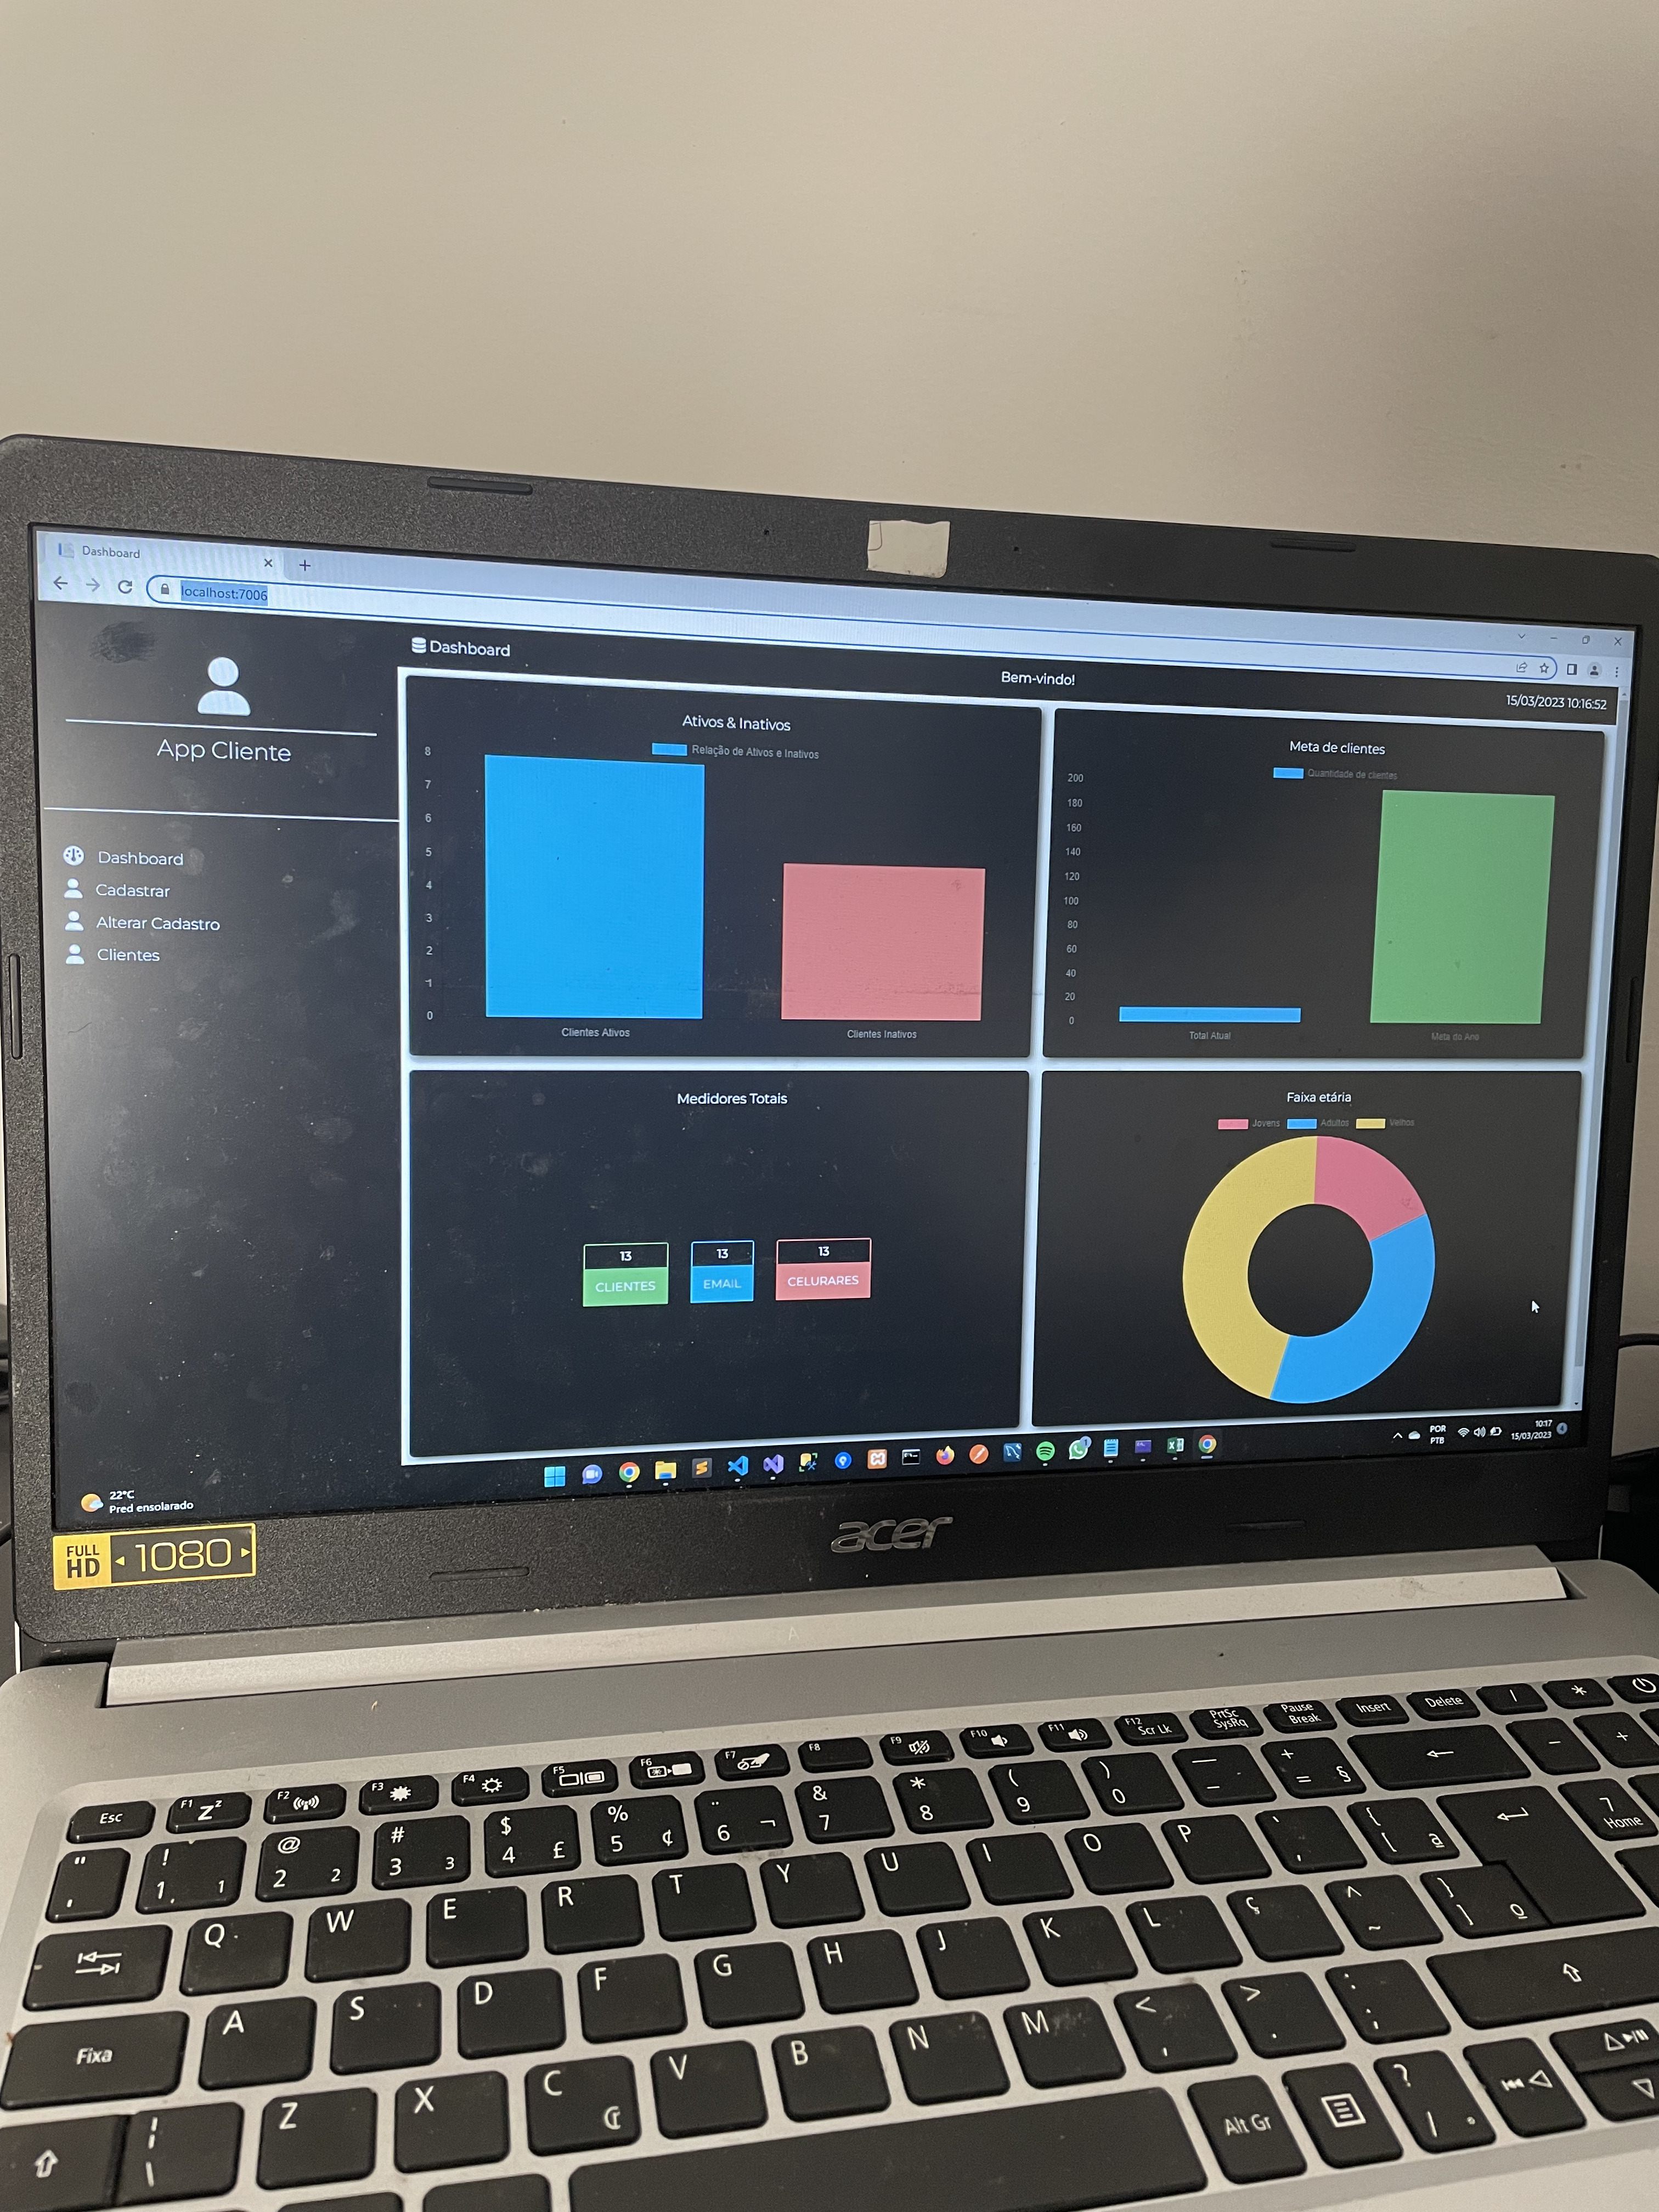 Dashboard
localhost:7006
Dashboard
Bem-vindo!
15/03/2023 10:16:52
App Cliente
Dashboard
Cadastrar
Alterar Cadastro
Clientes
Ativos & Inativos
Relação de Ativos e Inativos
8
7
6
5
4
3
2
1
0
Clientes Ativos
Clientes Inativos
Meta de clientes
Quantidade de clientes
200
180
160
140
120
100
80
60
40
20
0
Total Atual
Meta do Ano
Medidores Totais
13
CLIENTES
13
EMAIL
13
CELURARES
Faixa etária
Jovens Adultos Velhos
22°C
Pred ensolarado
POR
PTB
10:17
15/03/2023
FULL HD 1080
acer
Esc F1 Zz F2 F3 F4 F5 F6 F7 F8 F9 F10 F11 F12 Scr Lk PrtSc SysRq Pause Break Insert Delete | *
" ' ! 1 1 @ 2 2 # 3 3 $ 4 £ % 5 ¢ ¨ 6 ¬ & 7 * 8 ( 9 ) 0 — - + = § ← - +
Q W E R T Y U I O P ` ´ { [ ª 7 Home
Fixa A S D F G H J K L Ç ^ ~ } ] º
| \ Z X C V B N M < , > . : ;
Alt Gr ? / °